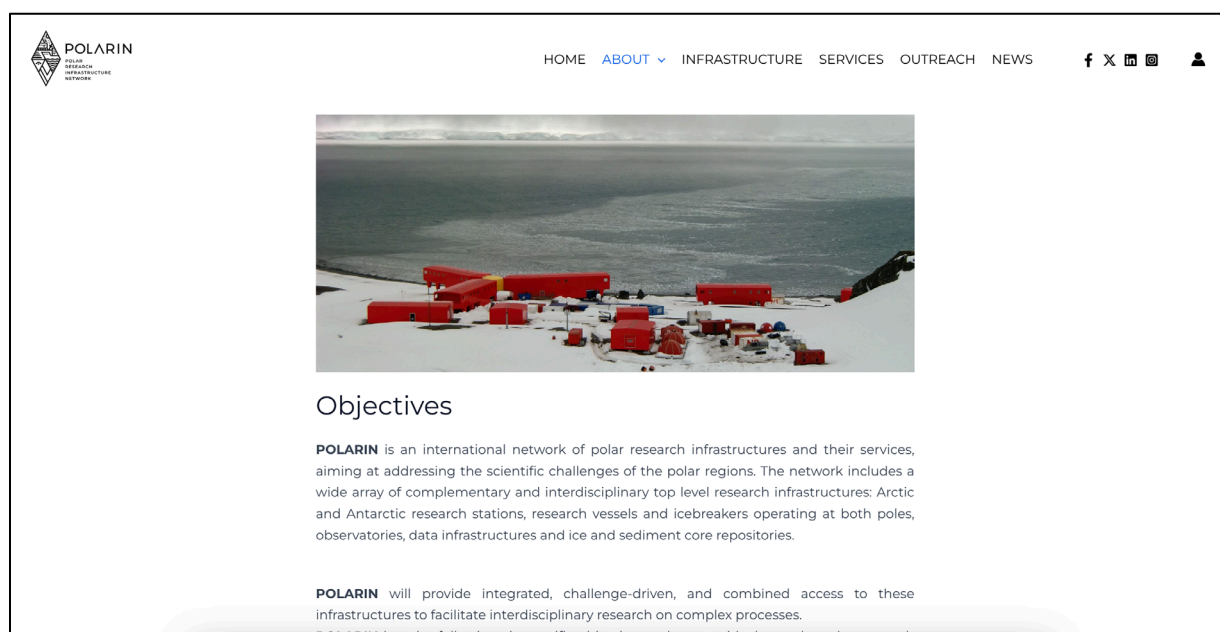 POLARIN
POLAR
RESEARCH
INFRASTRUCTURE
NETWORK
HOME ABOUT INFRASTRUCTURE SERVICES OUTREACH NEWS
Objectives
POLARIN is an international network of polar research infrastructures and their services,
aiming at addressing the scientific challenges of the polar regions. The network includes a
wide array of complementary and interdisciplinary top level research infrastructures: Arctic
and Antarctic research stations, research vessels and icebreakers operating at both poles,
observatories, data infrastructures and ice and sediment core repositories.
POLARIN will provide integrated, challenge-driven, and combined access to these
infrastructures to facilitate interdisciplinary research on complex processes.